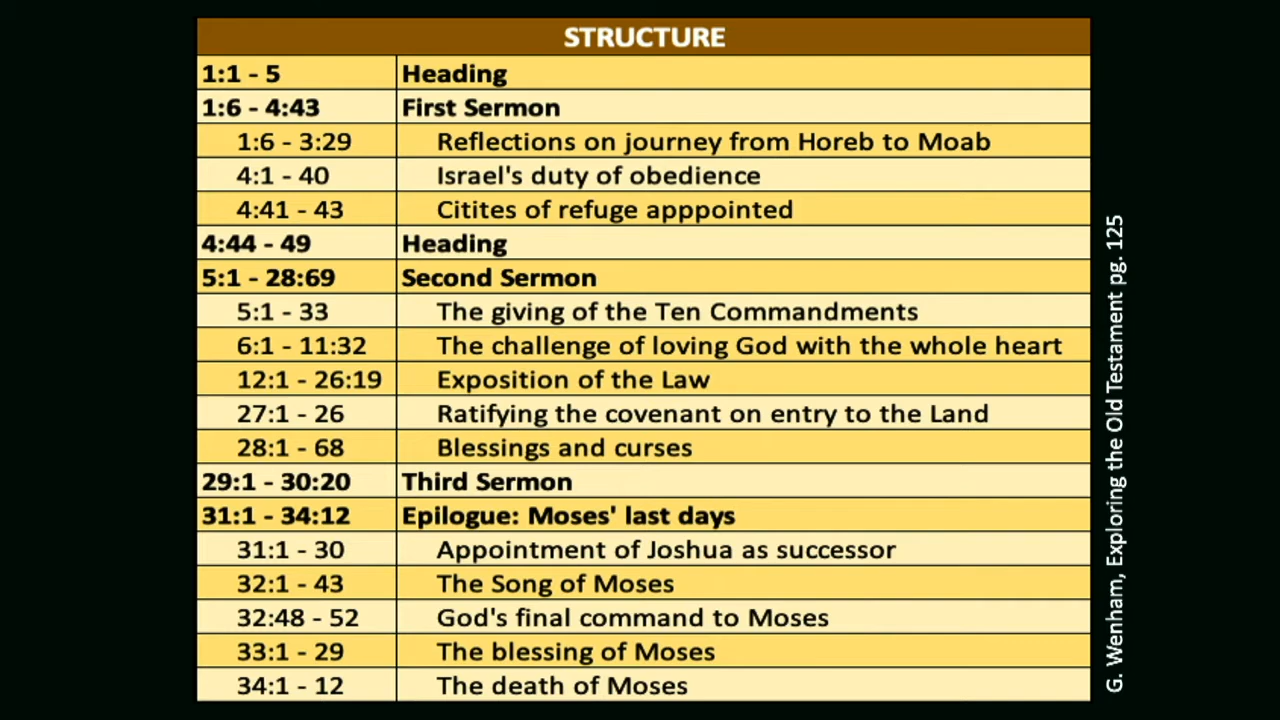 STRUCTURE
1:1 - 5 Heading
1:6 - 4:43 First Sermon
1:6 - 3:29 Reflections on journey from Horeb to Moab
4:1 - 40 Israel's duty of obedience
4:41 - 43 Citites of refuge apppointed
4:44 - 49 Heading
5:1 - 28:69 Second Sermon
5:1 - 33 The giving of the Ten Commandments
6:1 - 11:32 The challenge of loving God with the whole heart
12:1 - 26:19 Exposition of the Law
27:1 - 26 Ratifying the covenant on entry to the Land
28:1 - 68 Blessings and curses
29:1 - 30:20 Third Sermon
31:1 - 34:12 Epilogue: Moses' last days
31:1 - 30 Appointment of Joshua as successor
32:1 - 43 The Song of Moses
32:48 - 52 God's final command to Moses
33:1 - 29 The blessing of Moses
34:1 - 12 The death of Moses
G. Wenham, Exploring the Old Testament pg. 125